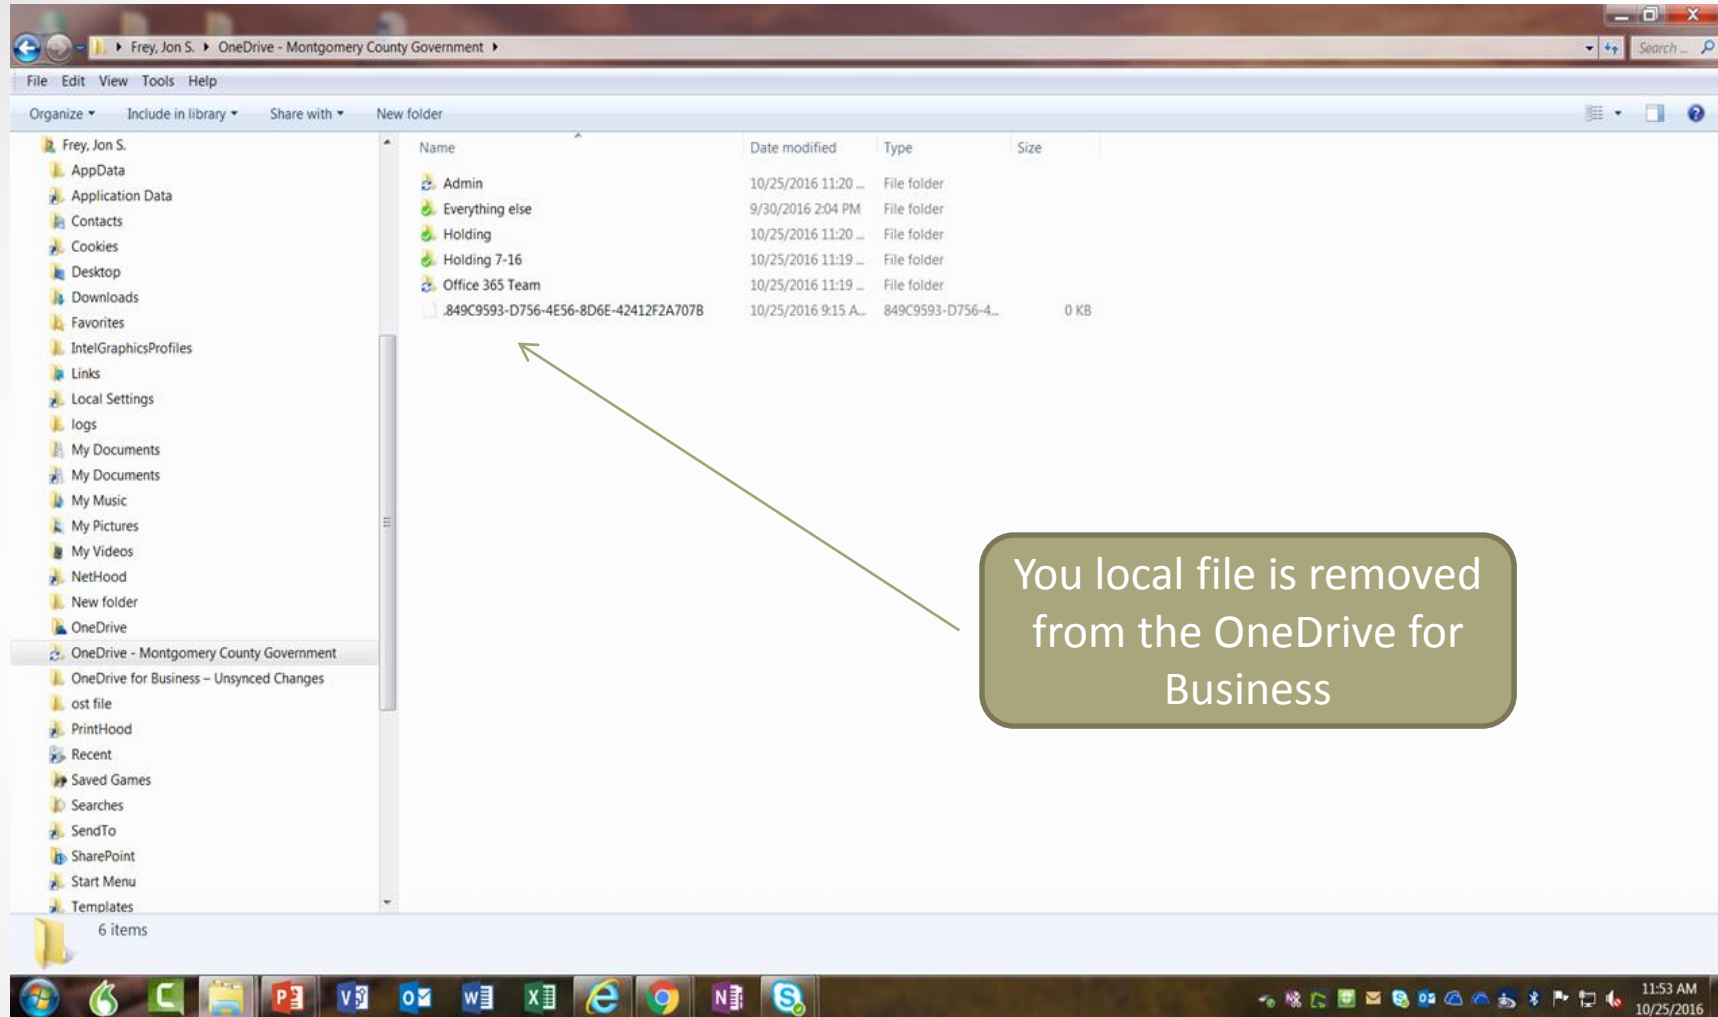 Frey, Jon S. ▸ OneDrive - Montgomery County Government ▸
Search ...
File Edit View Tools Help
Organize Include in library Share with New folder
Frey, Jon S.
AppData
Application Data
Contacts
Cookies
Desktop
Downloads
Favorites
IntelGraphicsProfiles
Links
Local Settings
logs
My Documents
My Documents
My Music
My Pictures
My Videos
NetHood
New folder
OneDrive
OneDrive - Montgomery County Government
OneDrive for Business – Unsynced Changes
ost file
PrintHood
Recent
Saved Games
Searches
SendTo
SharePoint
Start Menu
Templates
Name Date modified Type Size
Admin 10/25/2016 11:20 ... File folder
Everything else 9/30/2016 2:04 PM File folder
Holding 10/25/2016 11:20 ... File folder
Holding 7-16 10/25/2016 11:19 ... File folder
Office 365 Team 10/25/2016 11:19 ... File folder
.849C9593-D756-4E56-8D6E-42412F2A707B 10/25/2016 9:15 A... 849C9593-D756-4... 0 KB
You local file is removed
from the OneDrive for
Business
6 items
11:53 AM
10/25/2016